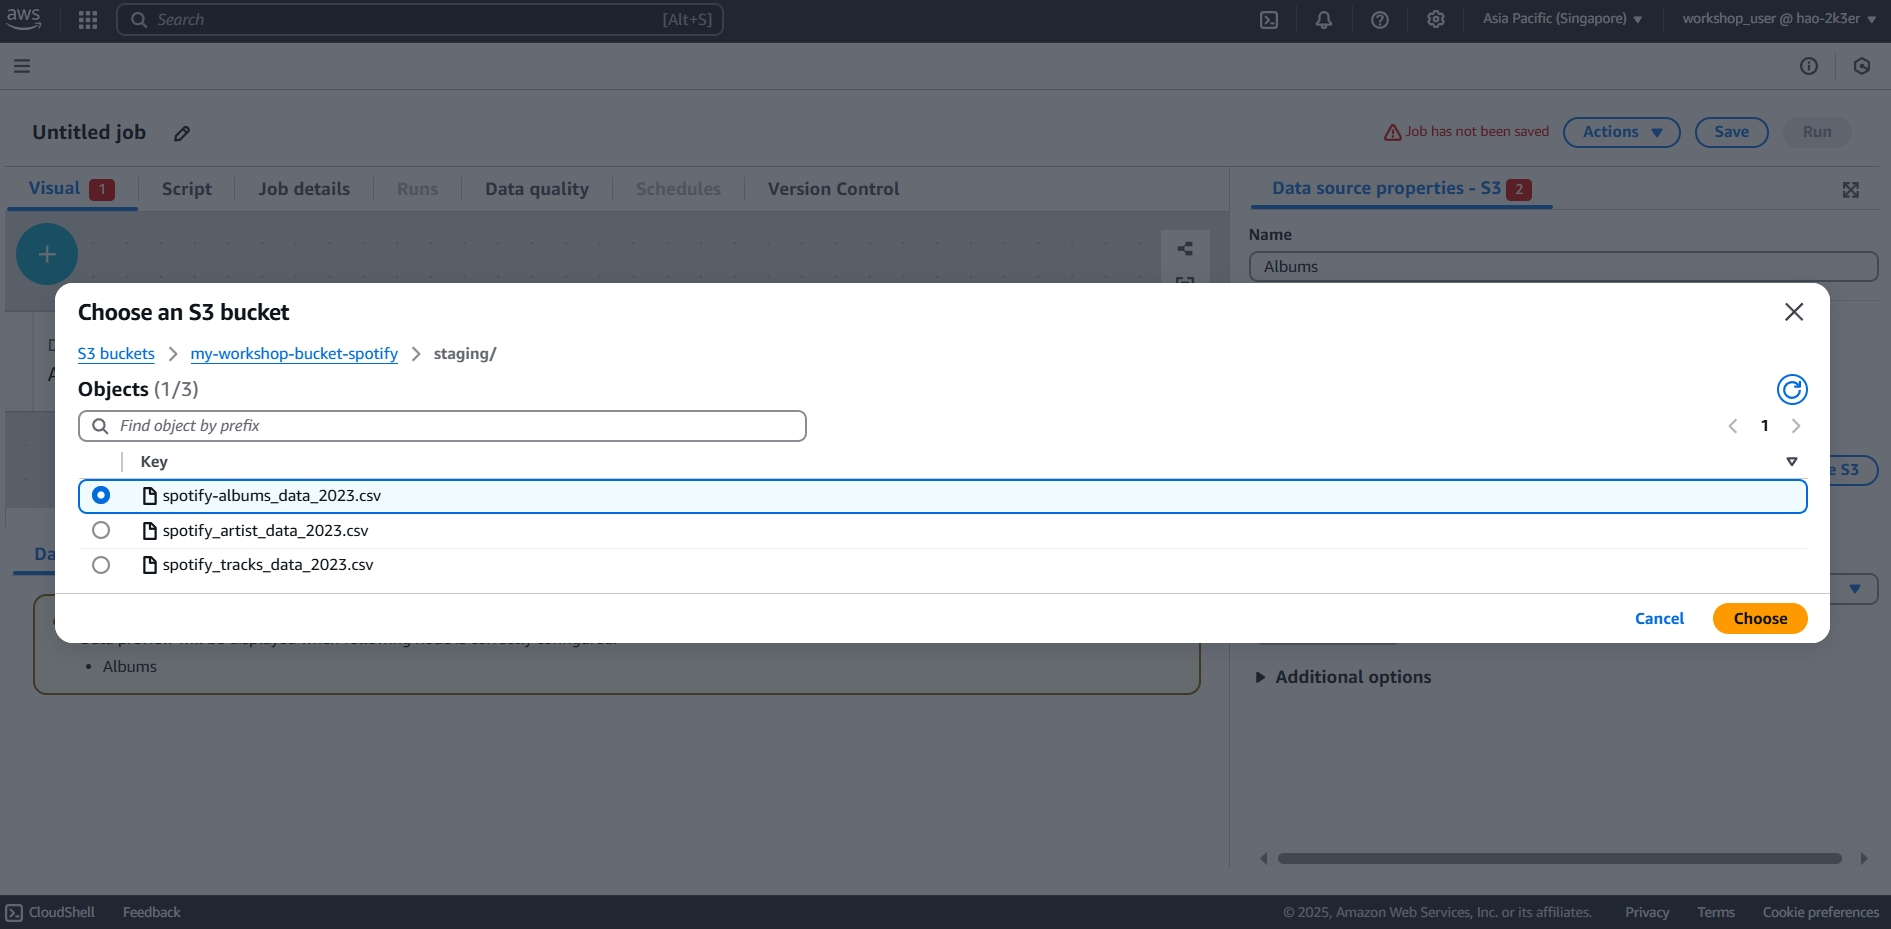 aws
Search
[Alt+S]
Asia Pacific (Singapore)
workshop_user @ hao-2k3er
Untitled job
Job has not been saved
Actions
Save
Run
Visual 1
Script
Job details
Runs
Data quality
Schedules
Version Control
Data source properties - S3 2
Name
Albums
Choose an S3 bucket
S3 buckets
my-workshop-bucket-spotify
staging/
Objects (1/3)
Find object by prefix
1
Key
e S3
spotify-albums_data_2023.csv
spotify_artist_data_2023.csv
Da
spotify_tracks_data_2023.csv
Cancel
Choose
• Albums
Additional options
CloudShell
Feedback
© 2025, Amazon Web Services, Inc. or its affiliates.
Privacy
Terms
Cookie preferences